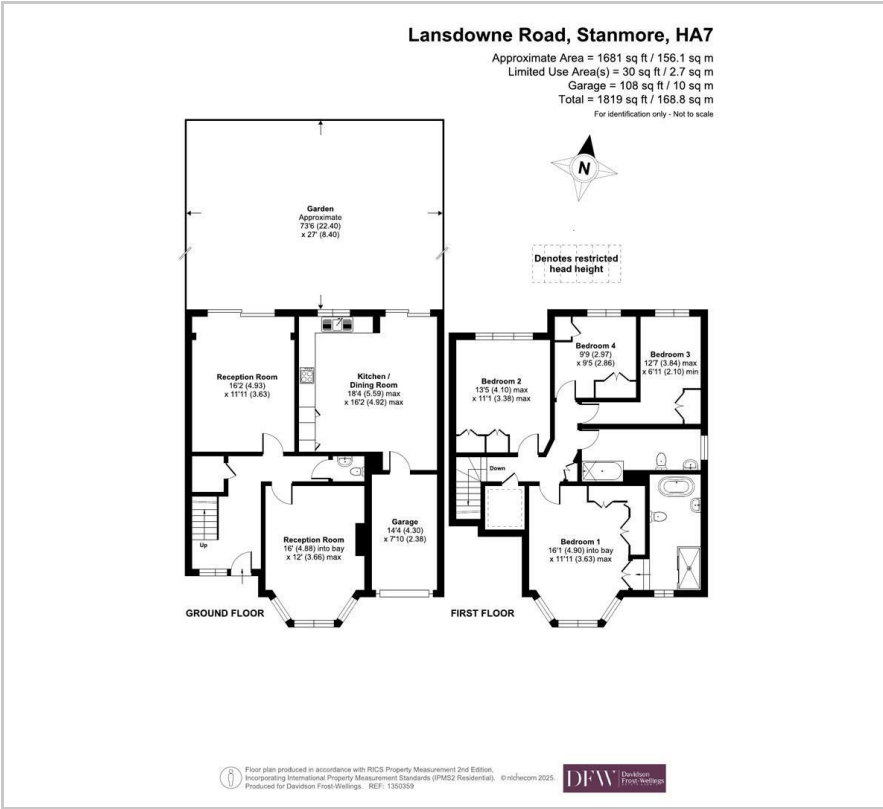 Lansdowne Road, Stanmore, HA7
Approximate Area = 1681 sq ft / 156.1 sq m
Limited Use Area(s) = 30 sq ft / 2.7 sq m
Garage = 108 sq ft / 10 sq m
Total = 1819 sq ft / 168.8 sq m
For identification only - Not to scale
N
Garden
Approximate
73'6 (22.40)
x 27' (8.40)
Denotes restricted
head height
Reception Room
16'2 (4.93)
x 11'11 (3.63)
Kitchen /
Dining Room
18'4 (5.59) max
x 16'2 (4.92) max
Bedroom 2
13'5 (4.10) max
x 11'1 (3.38) max
Bedroom 4
9'9 (2.97)
x 9'5 (2.86)
Bedroom 3
12'7 (3.84) max
x 6'11 (2.10) min
Down
Up
Reception Room
16' (4.88) into bay
x 12' (3.66) max
Garage
14'4 (4.30)
x 7'10 (2.38)
Bedroom 1
16'1 (4.90) into bay
x 11'11 (3.63) max
GROUND FLOOR
FIRST FLOOR
Floor plan produced in accordance with RICS Property Measurement 2nd Edition,
Incorporating International Property Measurement Standards (IPMS2 Residential). © nichecom 2025.
Produced for Davidson Frost-Wellings. REF: 1350359
DFW
Davidson
Frost-Wellings